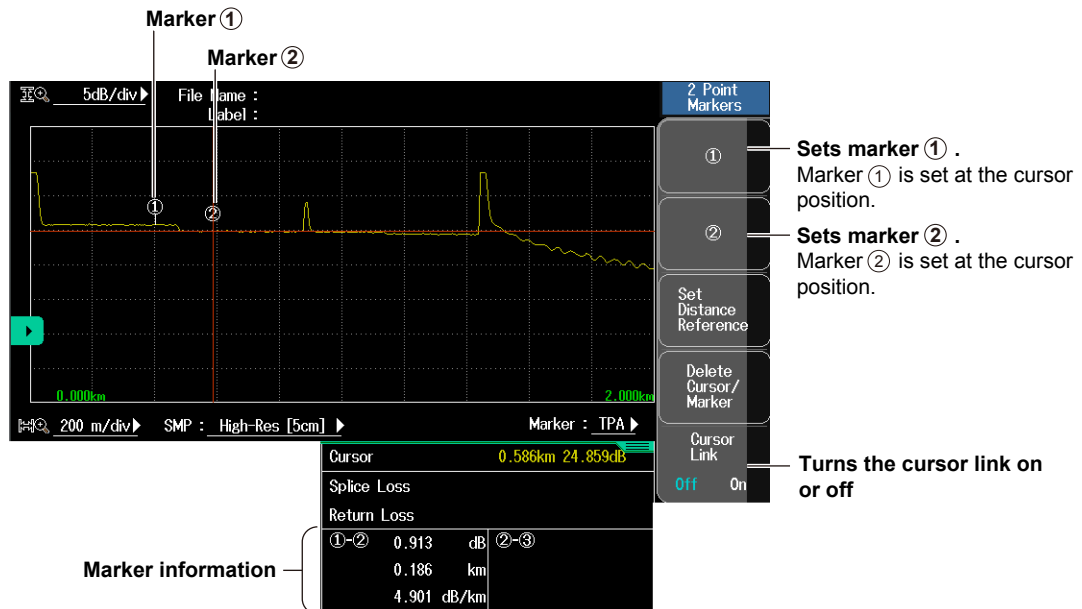 Marker ①
Marker ②
5dB/div
File Name :
Label :
2 Point
Markers
①
Sets marker ① .
Marker ① is set at the cursor
position.
②
Sets marker ② .
Marker ② is set at the cursor
position.
①
②
Set
Distance
Reference
Delete
Cursor/
Marker
0.000km
2.000km
200 m/div
SMP : High-Res [5cm]
Marker : TPA
Cursor
Link
Off On
Turns the cursor link on
or off
Cursor 0.586km 24.859dB
Splice Loss
Return Loss
①-② 0.913 dB ②-③
0.186 km
4.901 dB/km
Marker information